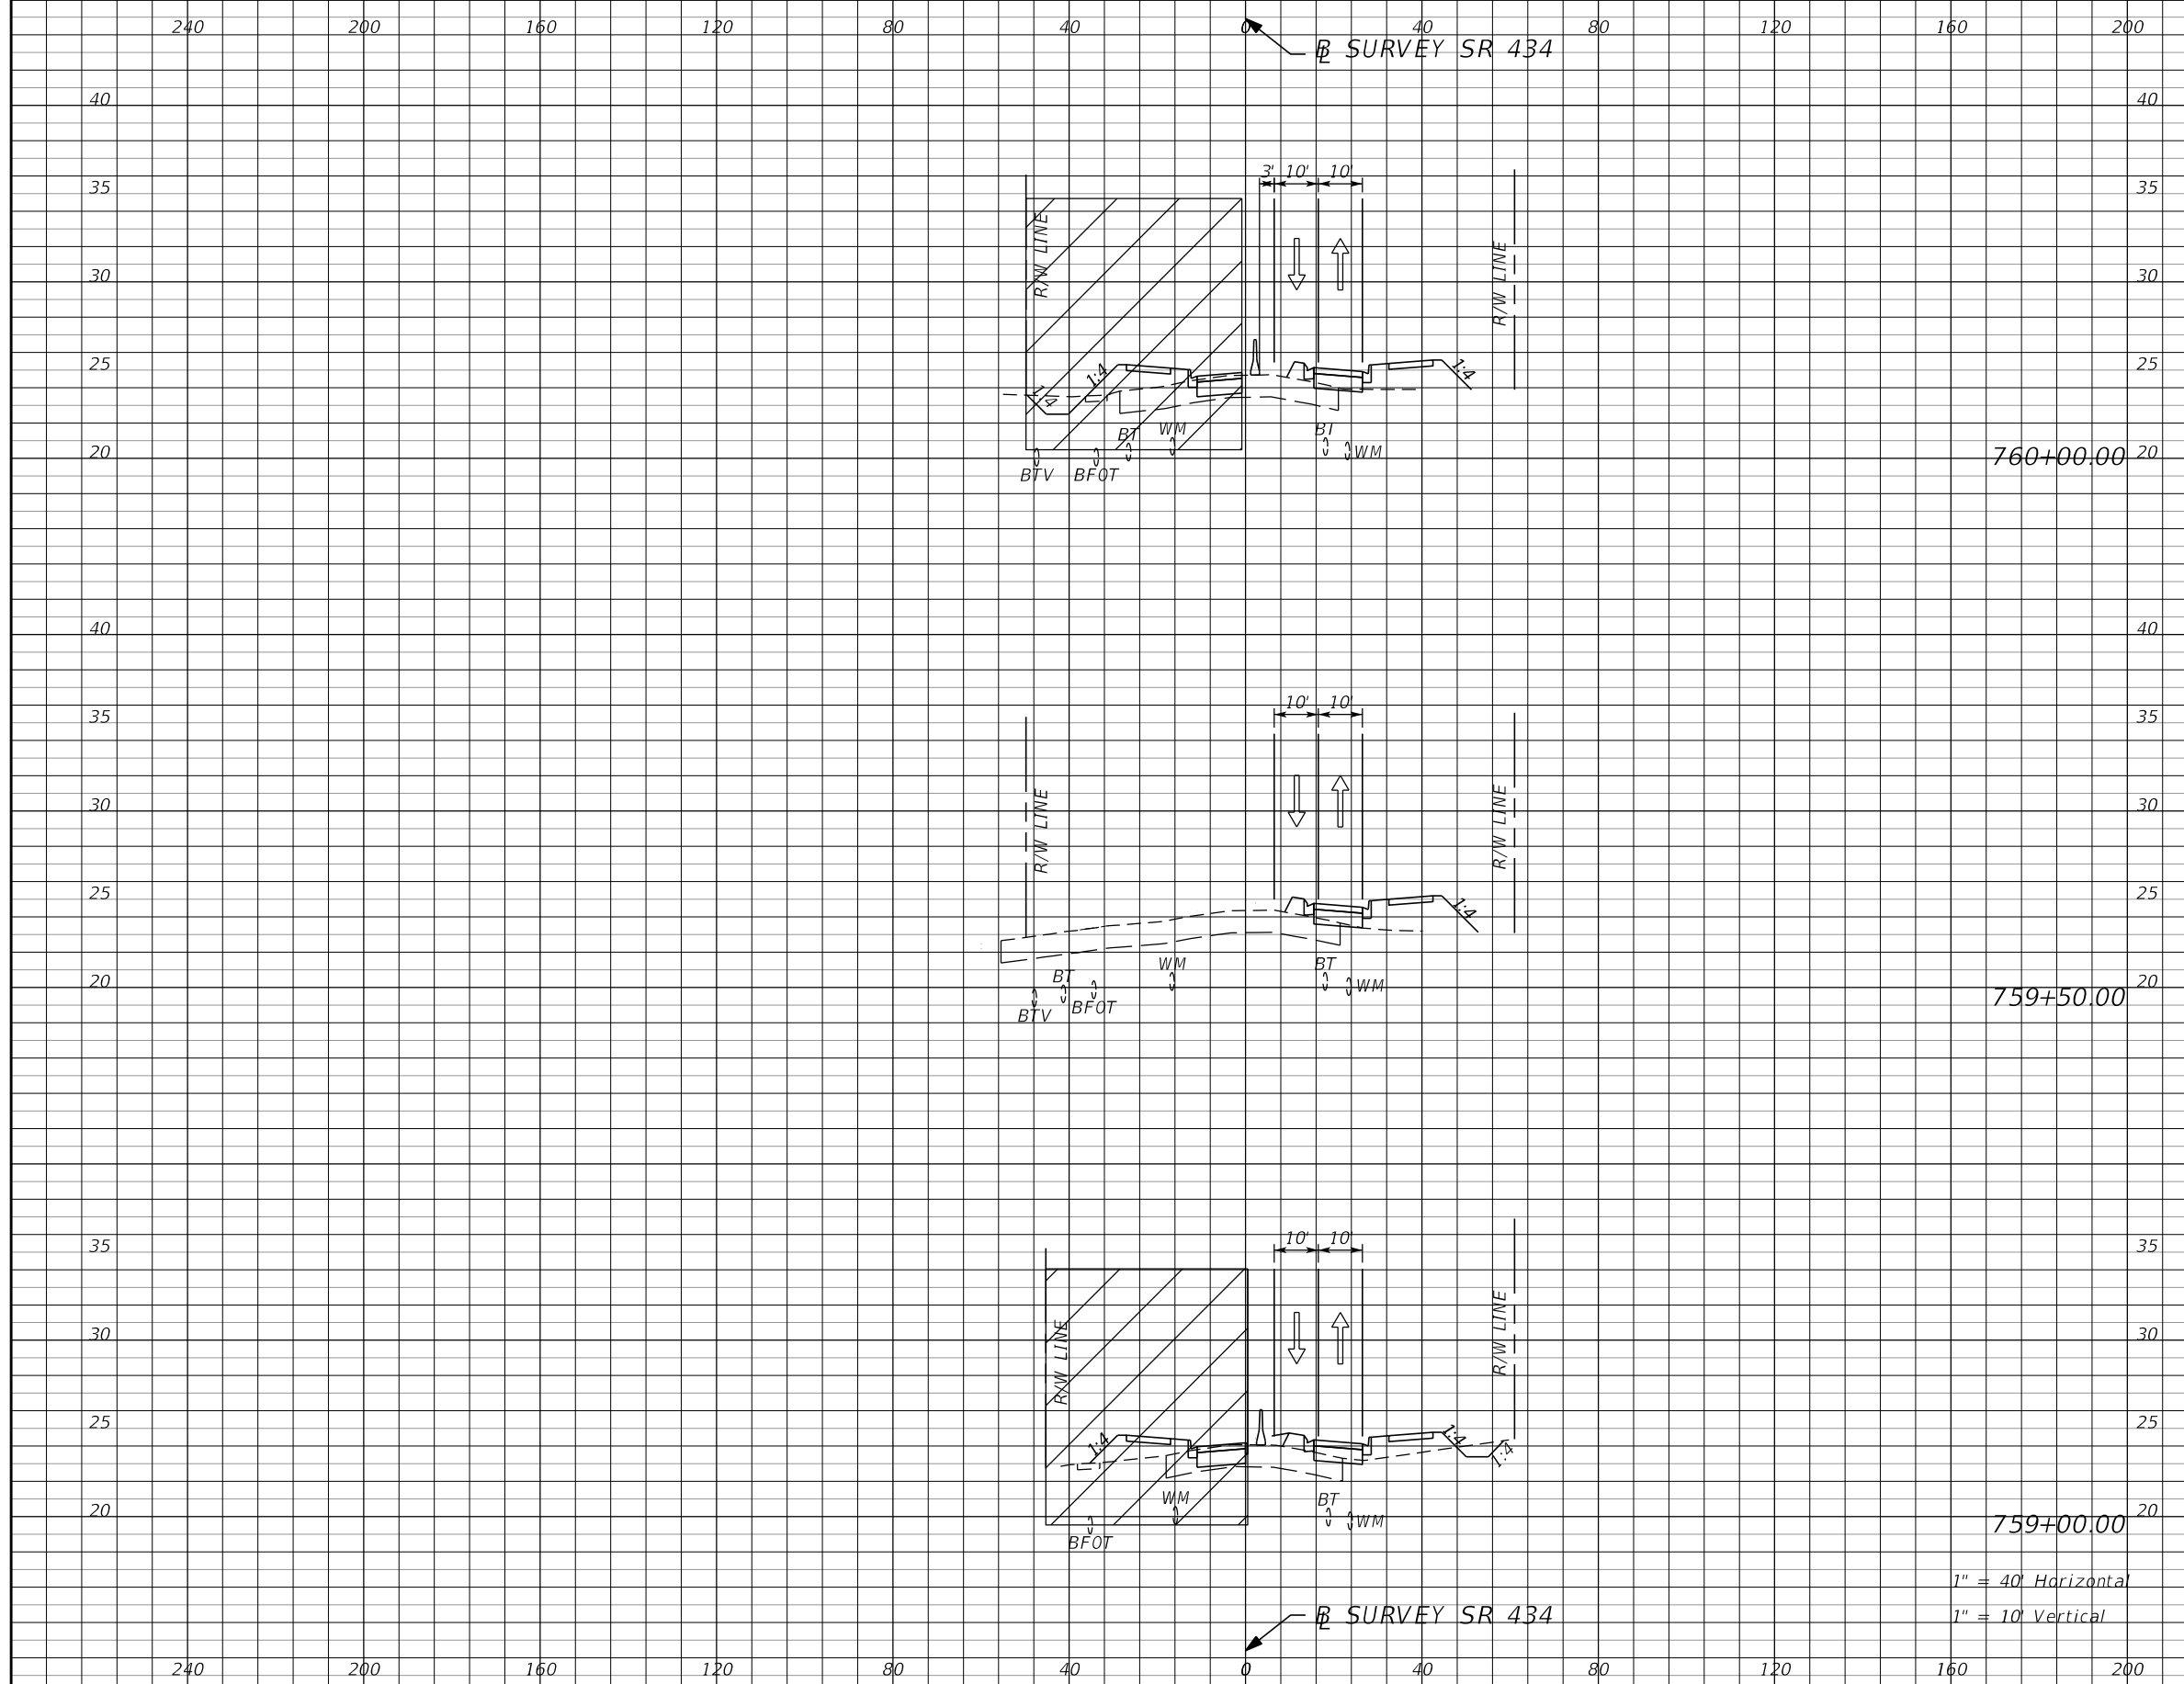 240 200 160 120 80 40 0 40 80 120 160 200
BL SURVEY SR 434
40 40
3' 10' 10'
35 35
R/W LINE R/W LINE
30 30
25 25
1:4 1:4 1:4
BT WM BT
20 WM 760+00.00 20
BTV BFOT
40 40
10' 10'
35 35
R/W LINE R/W LINE
30 30
25 25
1:4
WM BT
20 BT WM 20
BFOT 759+50.00
BTV
10' 10'
35 35
R/W LINE R/W LINE
30 30
25 25
1:4 1:4 1:4
WM BT
20 WM 20
BFOT 759+00.00
1" = 40' Horizontal
BL SURVEY SR 434 1" = 10' Vertical
240 200 160 120 80 40 0 40 80 120 160 200